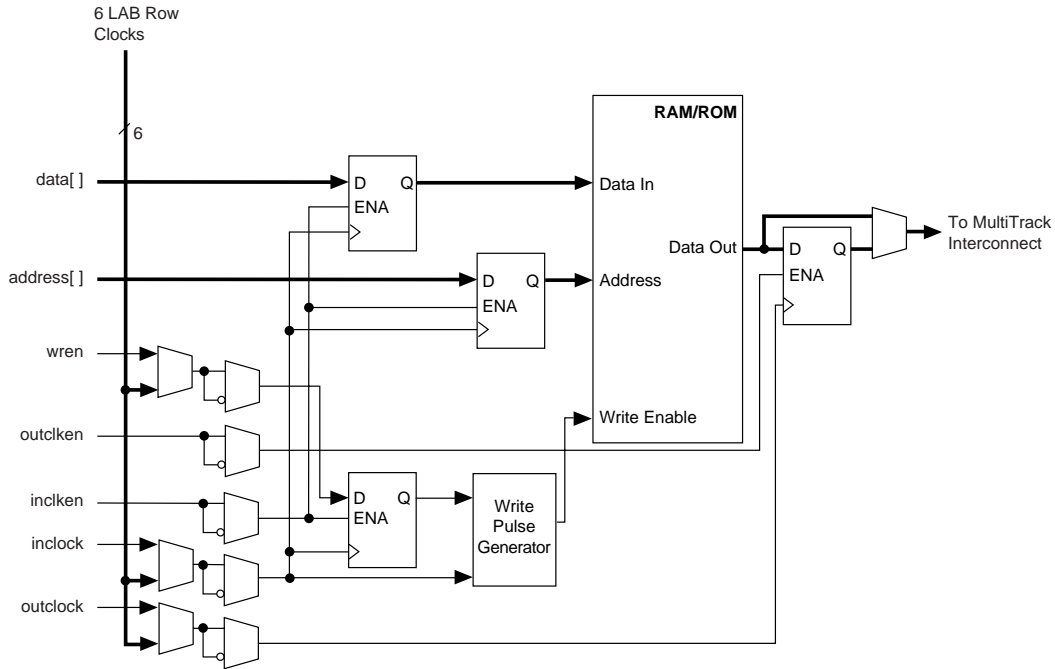 6 LAB Row
Clocks
6
RAM/ROM
data[ ]
D Q
ENA
Data In
Data Out
To MultiTrack
Interconnect
D Q
ENA
address[ ]
D Q
ENA
Address
wren
Write Enable
outclken
inclken
D Q
ENA
Write
Pulse
Generator
inclock
outclock